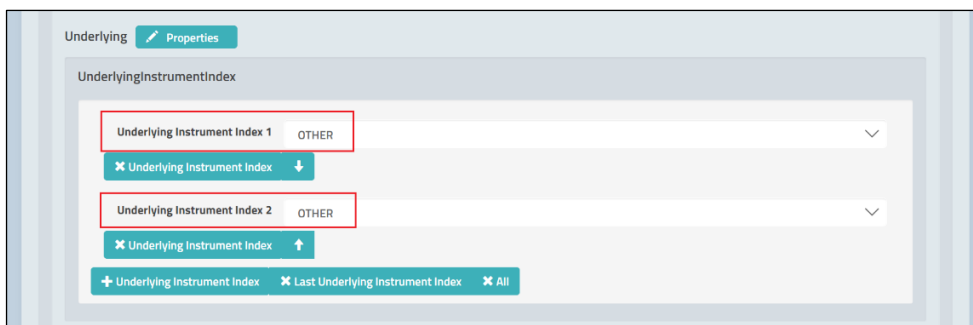 Underlying Properties
UnderlyingInstrumentIndex
Underlying Instrument Index 1 OTHER
Underlying Instrument Index
Underlying Instrument Index 2 OTHER
Underlying Instrument Index
Underlying Instrument Index Last Underlying Instrument Index All